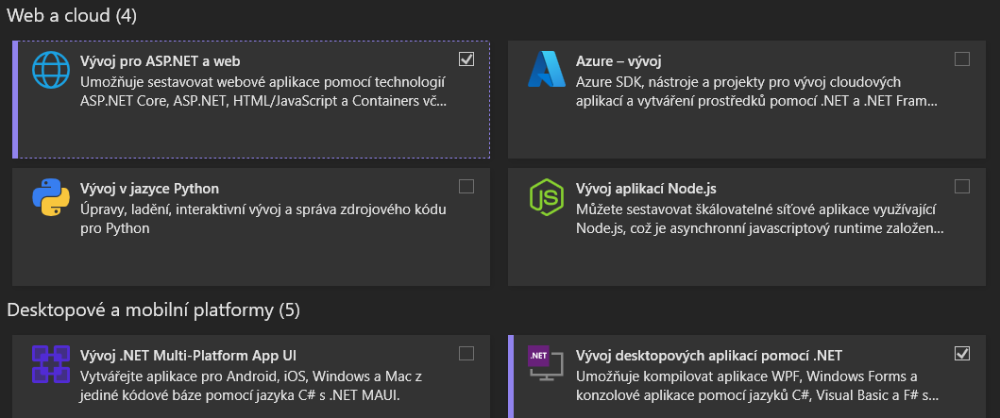 Web a cloud (4)
Vývoj pro ASP.NET a web
Umožňuje sestavovat webové aplikace pomocí technologií
ASP.NET Core, ASP.NET, HTML/JavaScript a Containers vč...
Azure – vývoj
Azure SDK, nástroje a projekty pro vývoj cloudových
aplikací a vytváření prostředků pomocí .NET a .NET Fram...
Vývoj v jazyce Python
Úpravy, ladění, interaktivní vývoj a správa zdrojového kódu
pro Python
JS
Vývoj aplikací Node.js
Můžete sestavovat škálovatelné síťové aplikace využívající
Node.js, což je asynchronní javascriptový runtime založen...
Desktopové a mobilní platformy (5)
Vývoj .NET Multi-Platform App UI
Vytvářejte aplikace pro Android, iOS, Windows a Mac z
jediné kódové báze pomocí jazyka C# s .NET MAUI.
.NET
Vývoj desktopových aplikací pomocí .NET
Umožňuje kompilovat aplikace WPF, Windows Forms a
konzolové aplikace pomocí jazyků C#, Visual Basic a F# s...